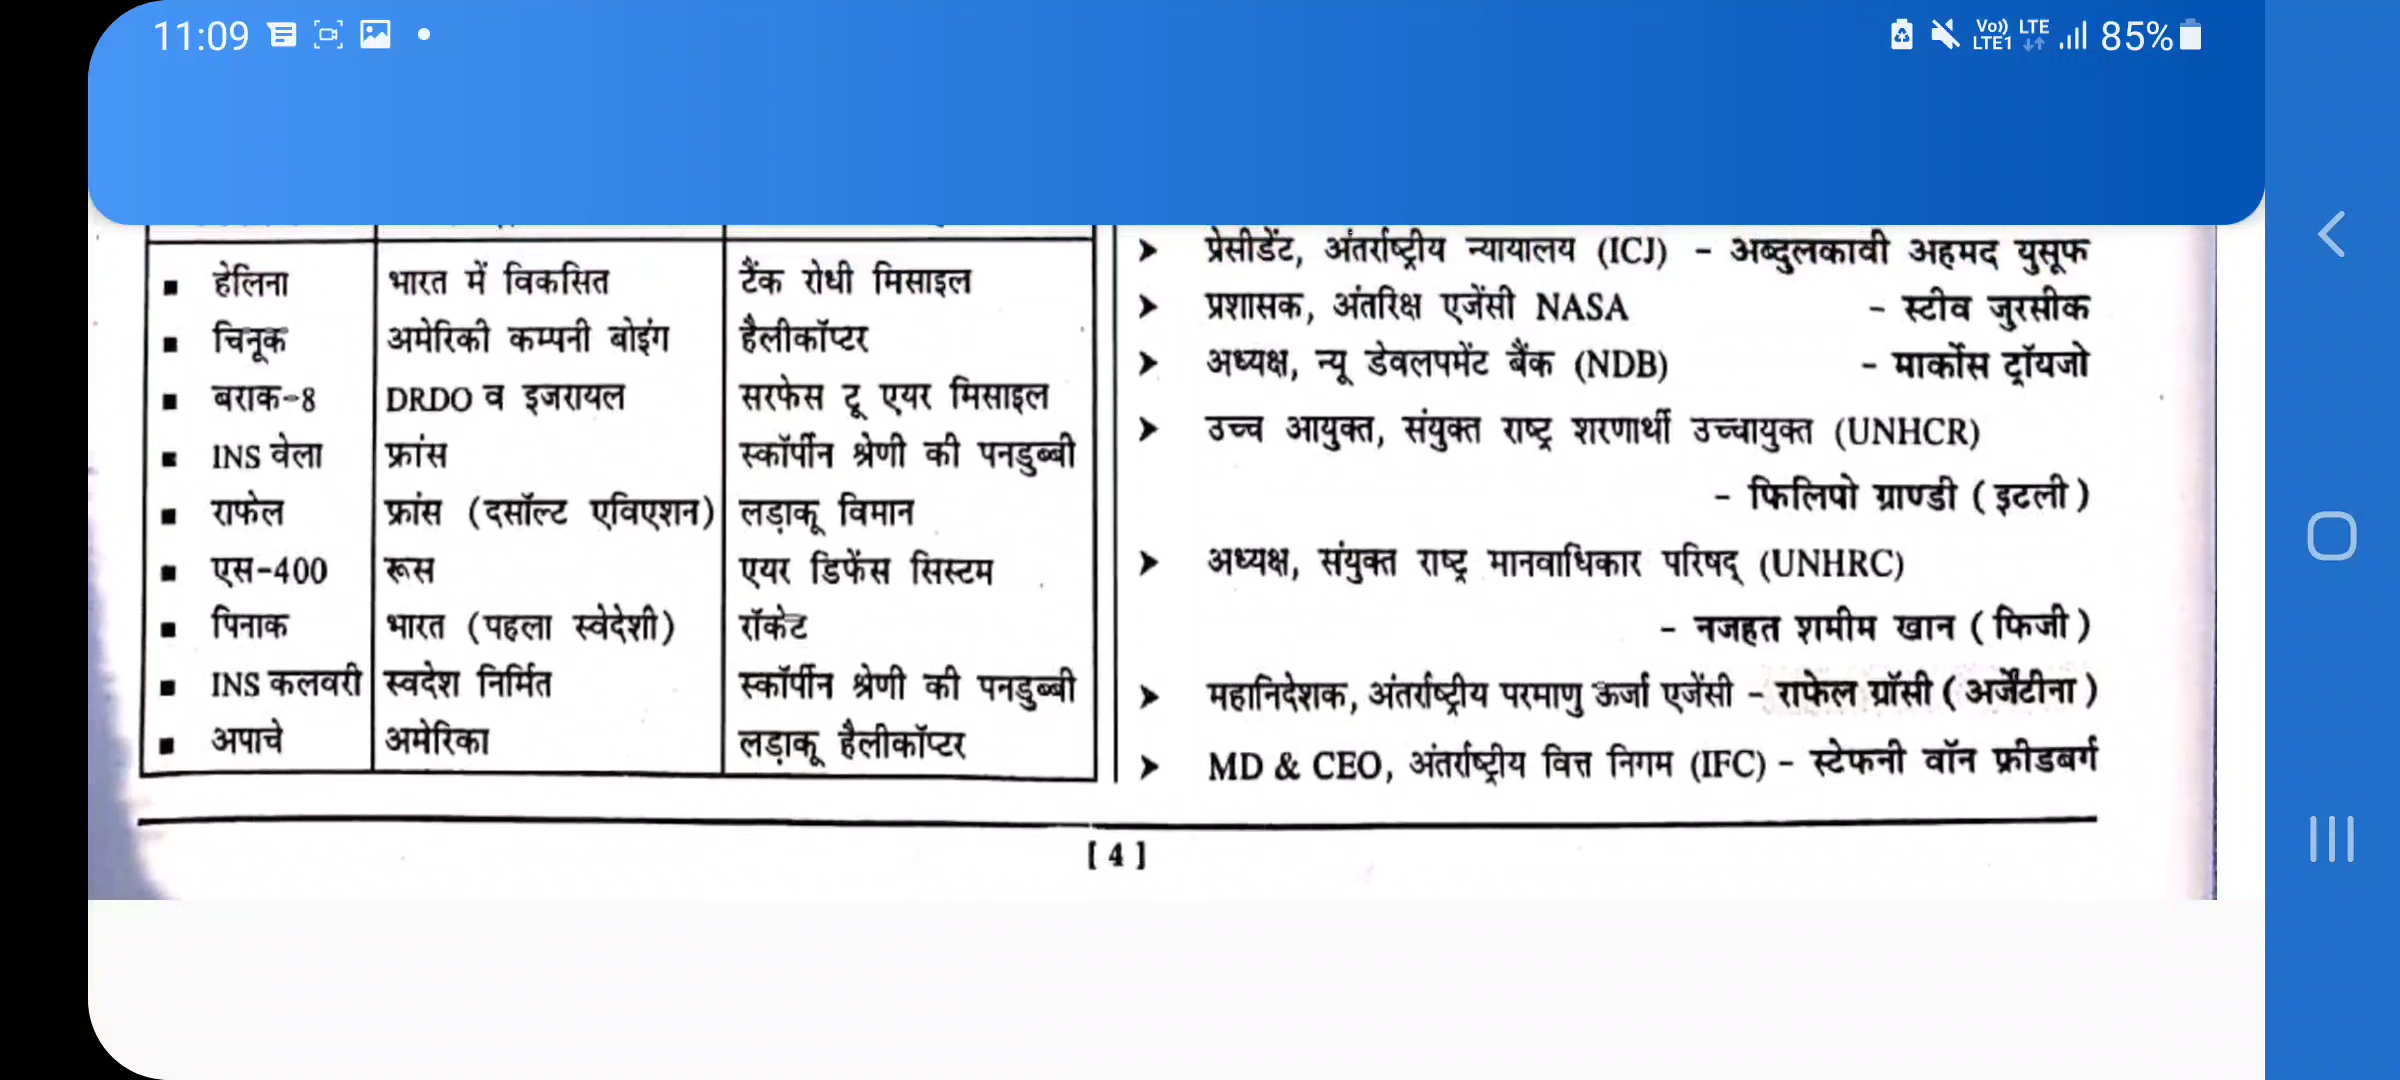 11:09
Vo)) LTE
LTE1
85%
▪ हेलिना भारत में विकसित टैंक रोधी मिसाइल
▪ चिनूक अमेरिकी कम्पनी बोइंग हैलीकॉप्टर
▪ बराक-8 DRDO व इजरायल सरफेस टू एयर मिसाइल
▪ INS वेला फ्रांस स्कॉर्पीन श्रेणी की पनडुब्बी
▪ राफेल फ्रांस (दसॉल्ट एविएशन) लड़ाकू विमान
▪ एस-400 रूस एयर डिफेंस सिस्टम
▪ पिनाक भारत (पहला स्वेदेशी) रॉकेट
▪ INS कलवरी स्वदेश निर्मित स्कॉर्पीन श्रेणी की पनडुब्बी
▪ अपाचे अमेरिका लड़ाकू हैलीकॉप्टर
➤ प्रेसीडेंट, अंतर्राष्ट्रीय न्यायालय (ICJ) - अब्दुलकावी अहमद युसूफ
➤ प्रशासक, अंतरिक्ष एजेंसी NASA - स्टीव जुरसीक
➤ अध्यक्ष, न्यू डेवलपमेंट बैंक (NDB) - मार्कोस ट्रॉयजो
➤ उच्च आयुक्त, संयुक्त राष्ट्र शरणार्थी उच्चायुक्त (UNHCR)
- फिलिपो ग्राण्डी (इटली)
➤ अध्यक्ष, संयुक्त राष्ट्र मानवाधिकार परिषद् (UNHRC)
- नजहत शमीम खान (फिजी)
➤ महानिदेशक, अंतर्राष्ट्रीय परमाणु ऊर्जा एजेंसी - राफेल ग्रॉसी (अर्जेंटीना)
➤ MD & CEO, अंतर्राष्ट्रीय वित्त निगम (IFC) - स्टेफनी वॉन फ्रीडबर्ग
[ 4 ]